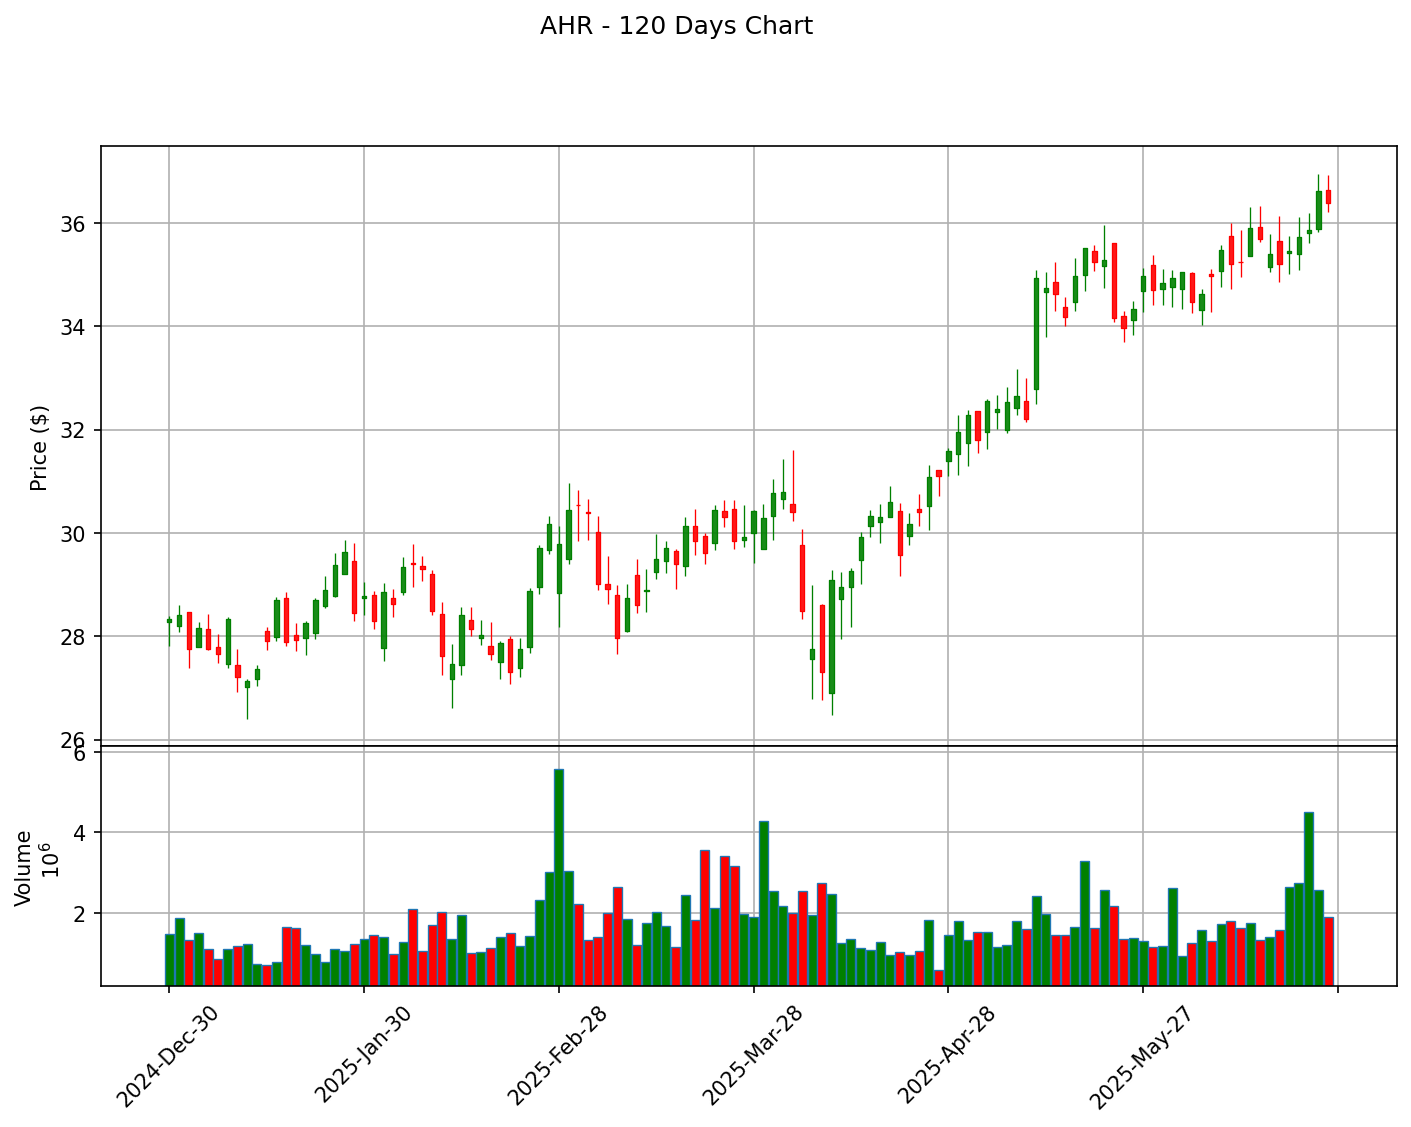 AHR - 120 Days Chart
Price ($)
36
34
32
30
28
26
Volume
10^6
6
4
2
2024-Dec-30
2025-Jan-30
2025-Feb-28
2025-Mar-28
2025-Apr-28
2025-May-27